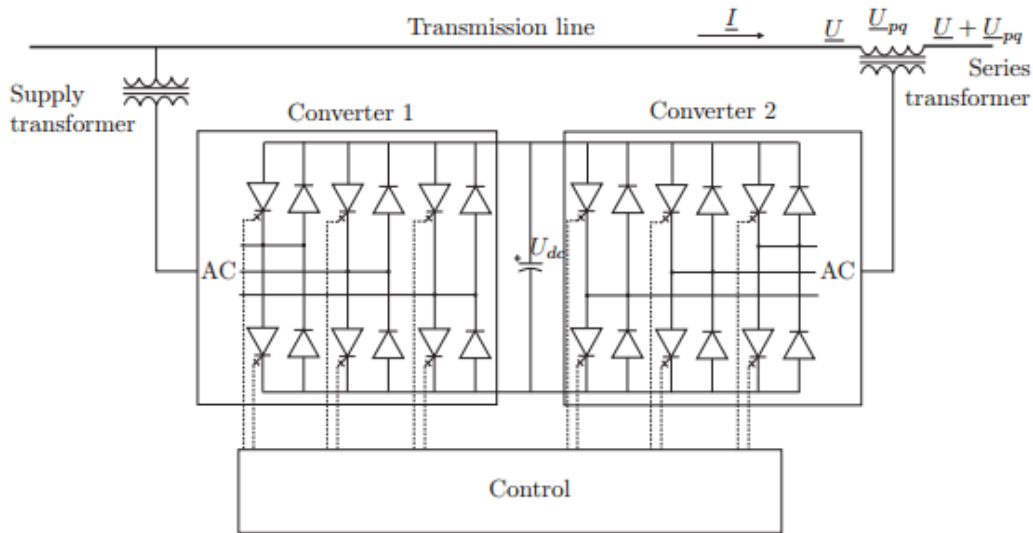 Transmission line
I
U
U_pq
U + U_pq
Supply
transformer
Series
transformer
Converter 1
Converter 2
AC
U_dc
AC
Control